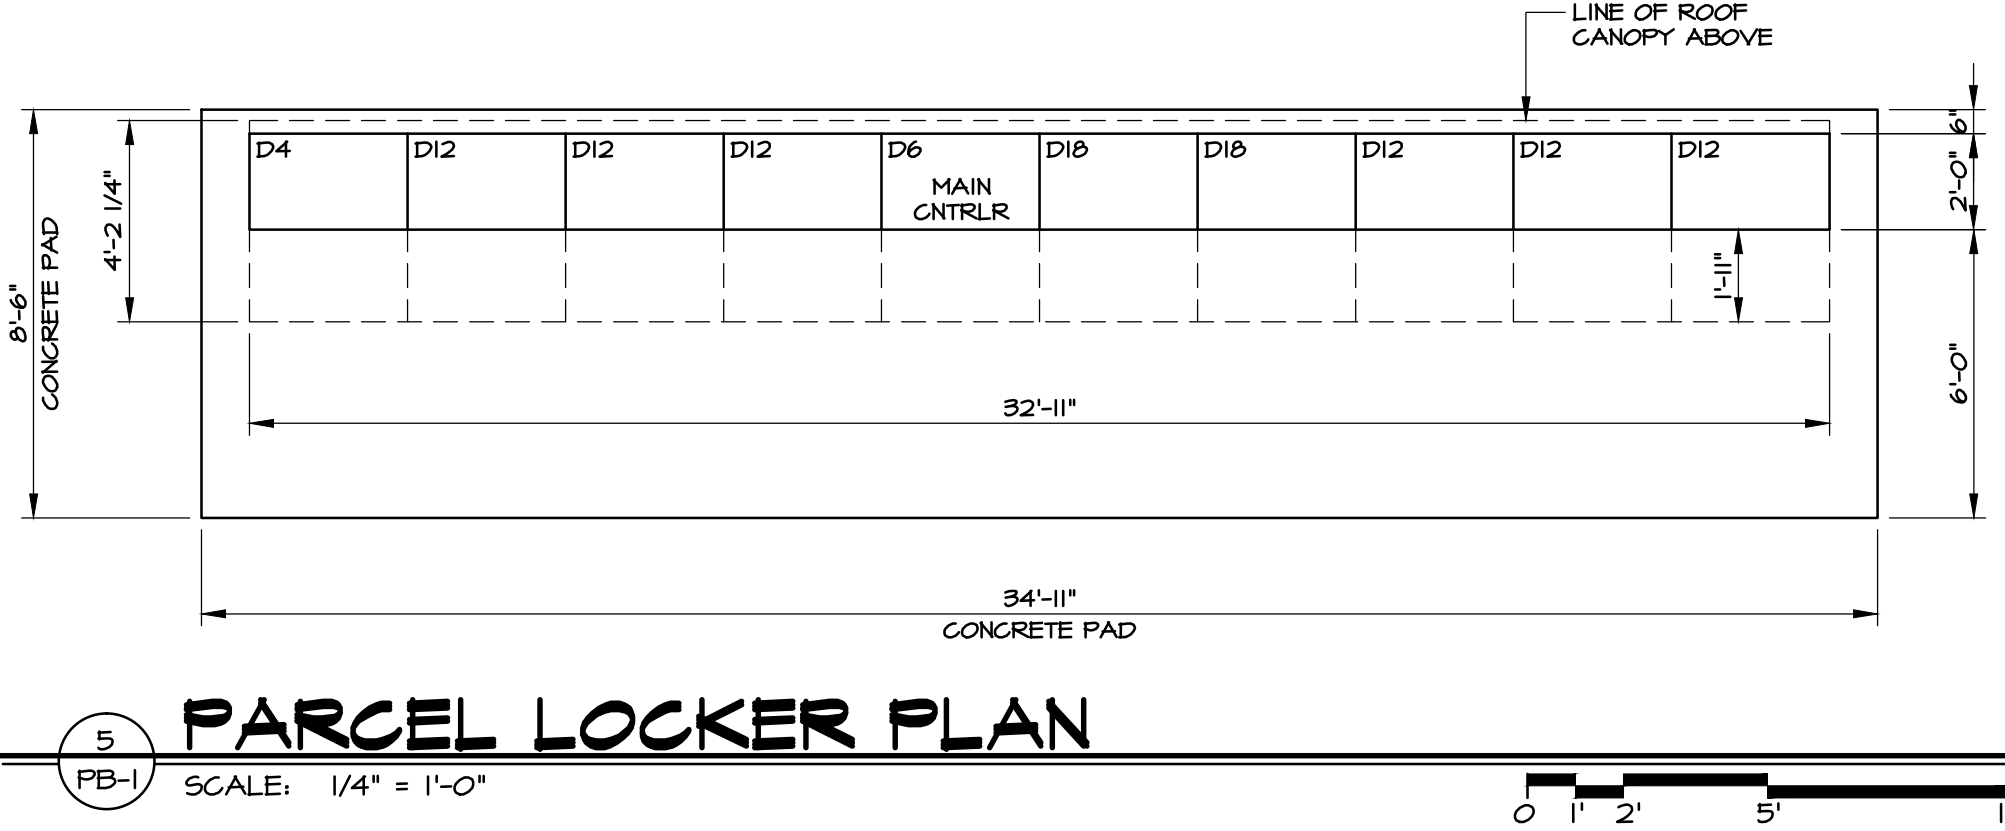 LINE OF ROOF
CANOPY ABOVE
6"
D4 D12 D12 D12 D6 D18 D18 D12 D12 D12
MAIN
CNTRLR
2'-0"
4'-2 1/4"
8'-6"
CONCRETE PAD
1'-11"
6'-0"
32'-11"
34'-11"
CONCRETE PAD
PARCEL LOCKER PLAN
5
PB-1
SCALE: 1/4" = 1'-0"
0 1' 2' 5'